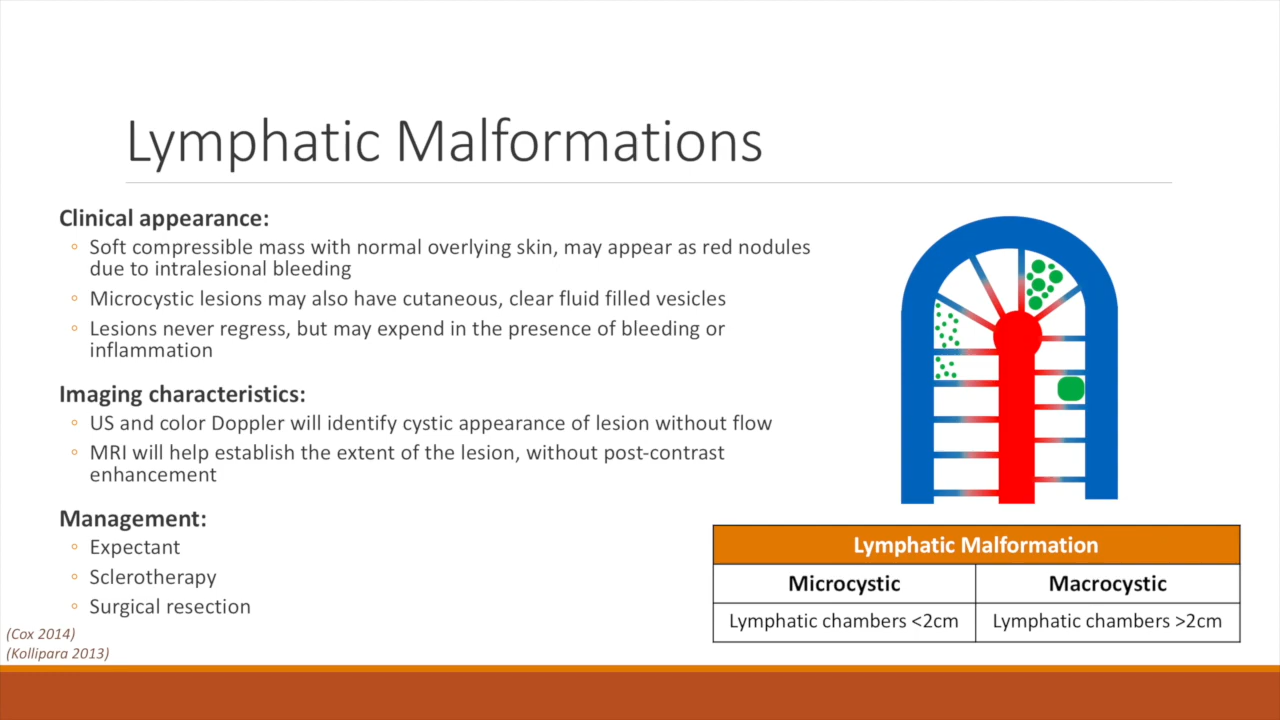 Lymphatic Malformations
Clinical appearance:
◦ Soft compressible mass with normal overlying skin, may appear as red nodules
due to intralesional bleeding
◦ Microcystic lesions may also have cutaneous, clear fluid filled vesicles
◦ Lesions never regress, but may expend in the presence of bleeding or
inflammation
Imaging characteristics:
◦ US and color Doppler will identify cystic appearance of lesion without flow
◦ MRI will help establish the extent of the lesion, without post-contrast
enhancement
Management:
◦ Expectant
◦ Sclerotherapy
◦ Surgical resection
(Cox 2014)
(Kollipara 2013)
Lymphatic Malformation
Microcystic Macrocystic
Lymphatic chambers <2cm Lymphatic chambers >2cm